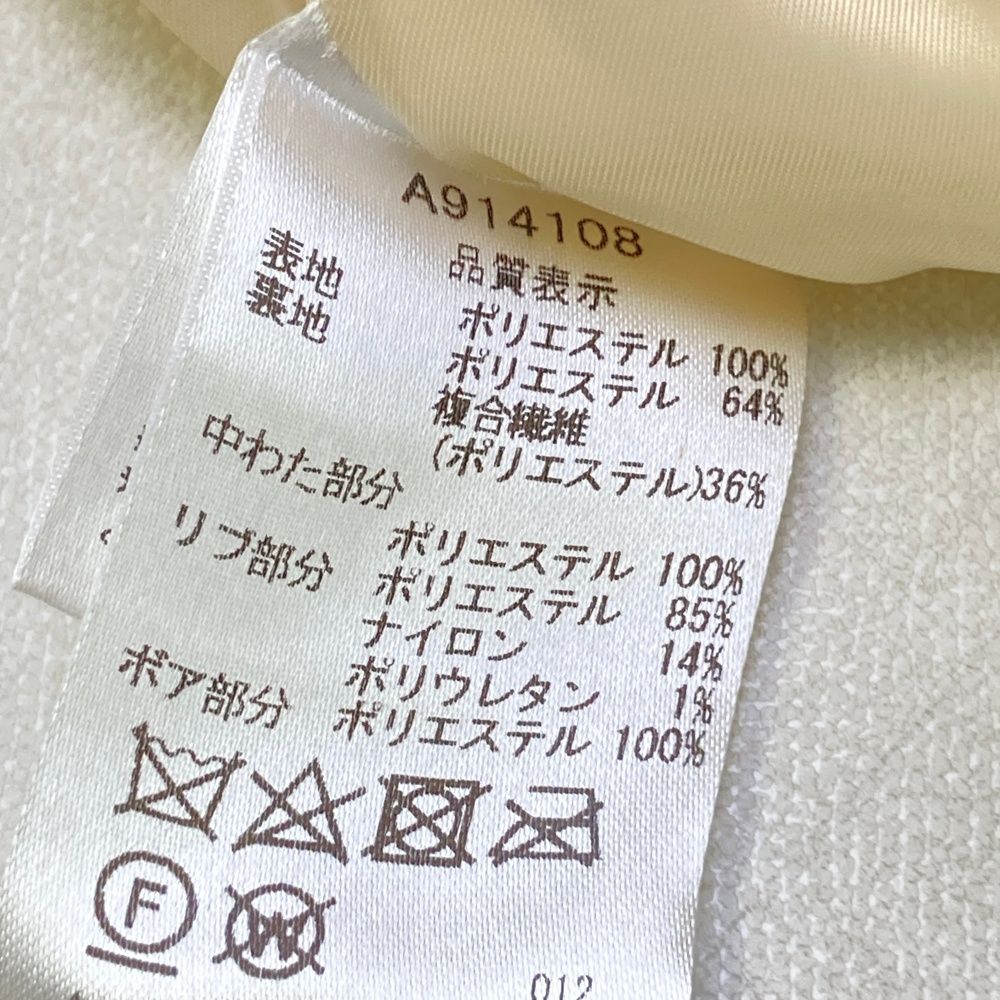 A914108
品質表示
表地 ポリエステル 100%
裏地 ポリエステル 64%
複合繊維
(ポリエステル)36%
中わた部分
ポリエステル 100%
リブ部分 ポリエステル 85%
ナイロン 14%
ポリウレタン 1%
ボア部分 ポリエステル 100%
F
W
012